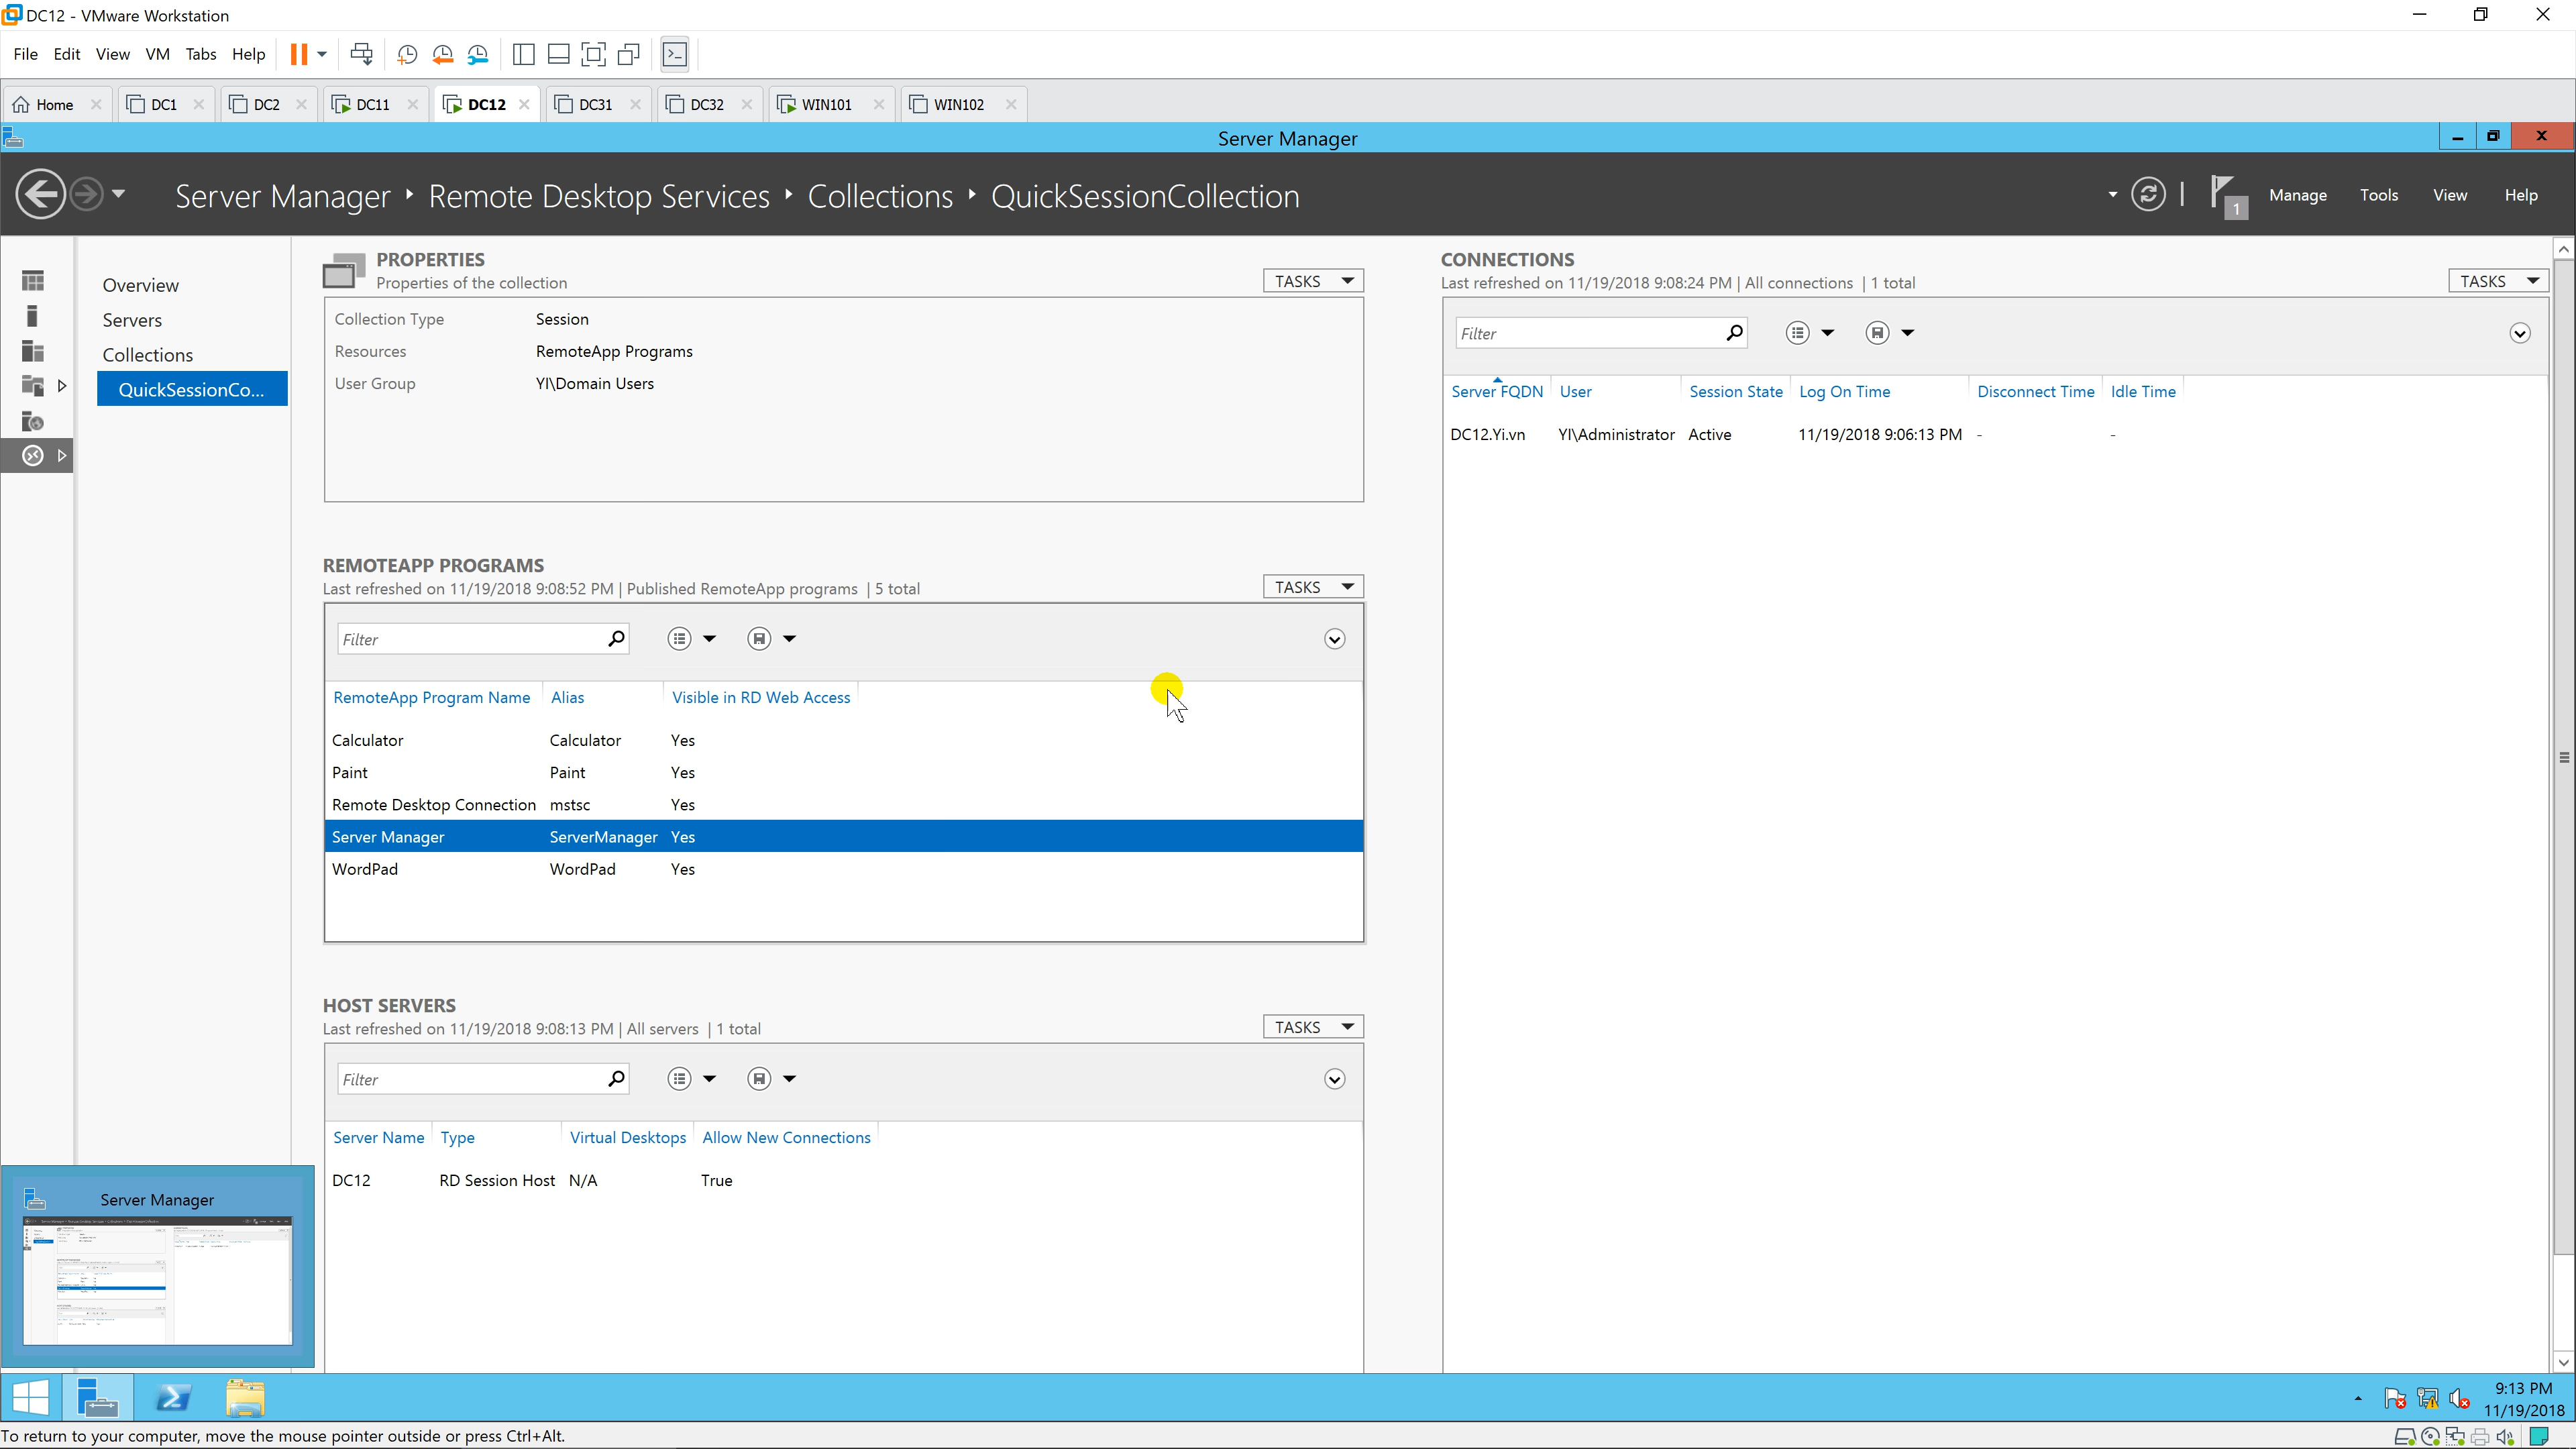 DC12 - VMware Workstation
File Edit View VM Tabs Help
Home DC1 DC2 DC11 DC12 DC31 DC32 WIN101 WIN102
Server Manager
Server Manager Remote Desktop Services Collections QuickSessionCollection
1 Manage Tools View Help
Overview
Servers
Collections
QuickSessionCo...
PROPERTIES
Properties of the collection
TASKS
Collection Type Session
Resources RemoteApp Programs
User Group YI\Domain Users
REMOTEAPP PROGRAMS
Last refreshed on 11/19/2018 9:08:52 PM | Published RemoteApp programs | 5 total
TASKS
Filter
RemoteApp Program Name Alias Visible in RD Web Access
Calculator Calculator Yes
Paint Paint Yes
Remote Desktop Connection mstsc Yes
Server Manager ServerManager Yes
WordPad WordPad Yes
HOST SERVERS
Last refreshed on 11/19/2018 9:08:13 PM | All servers | 1 total
TASKS
Filter
Server Name Type Virtual Desktops Allow New Connections
DC12 RD Session Host N/A True
CONNECTIONS
Last refreshed on 11/19/2018 9:08:24 PM | All connections | 1 total
TASKS
Filter
Server FQDN User Session State Log On Time Disconnect Time Idle Time
DC12.Yi.vn YI\Administrator Active 11/19/2018 9:06:13 PM - -
Server Manager
9:13 PM
11/19/2018
To return to your computer, move the mouse pointer outside or press Ctrl+Alt.